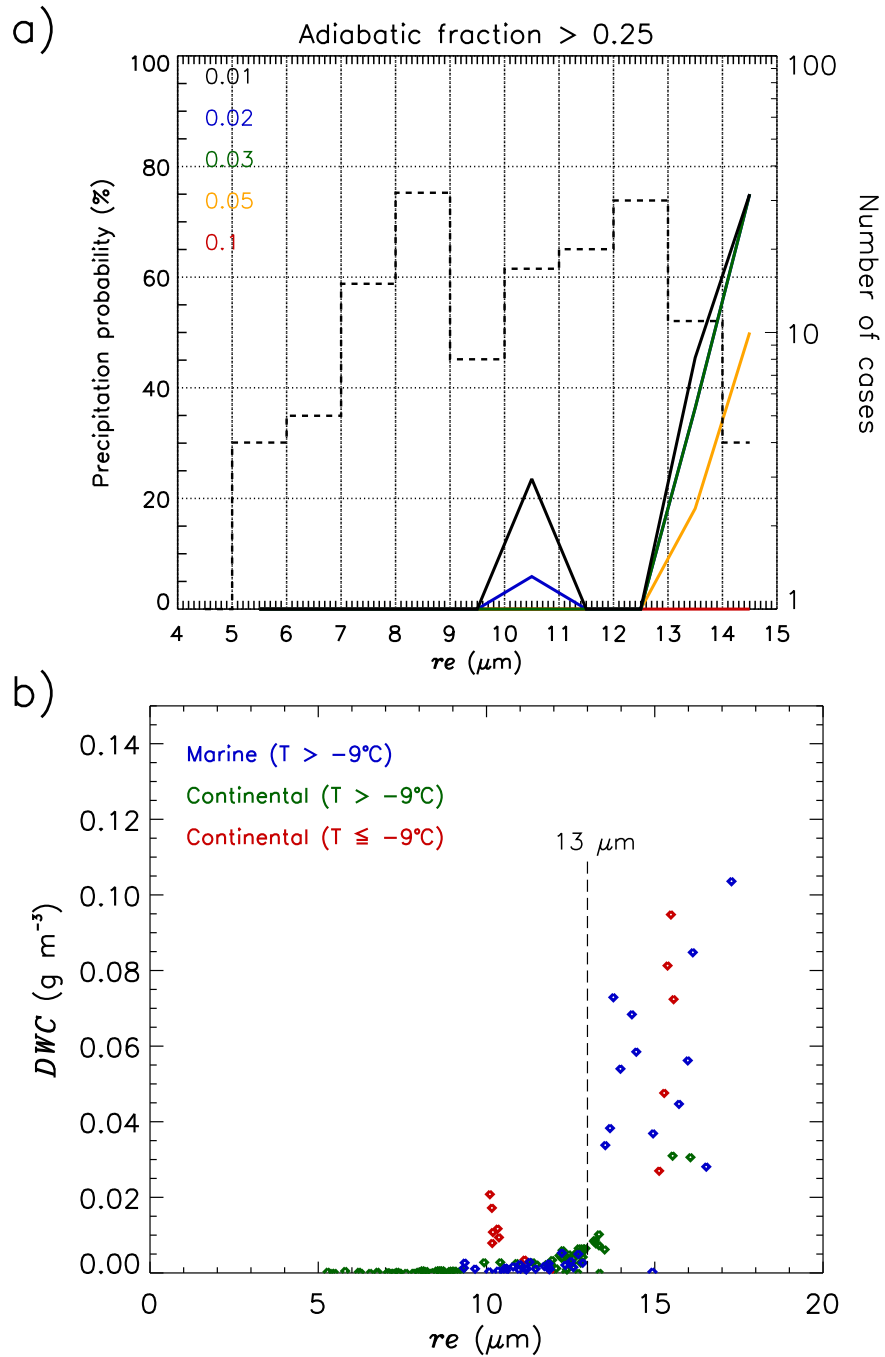 a)
Adiabatic fraction > 0.25
100
80
60
40
20
0
Precipitation probability (%)
0.01
0.02
0.03
0.05
0.1
100
10
1
Number of cases
4 5 6 7 8 9 10 11 12 13 14 15
re (μm)
b)
0.14
0.12
0.10
0.08
0.06
0.04
0.02
0.00
DWC (g m⁻³)
Marine (T > −9°C)
Continental (T > −9°C)
Continental (T ≦ −9°C)
13 μm
0 5 10 15 20
re (μm)